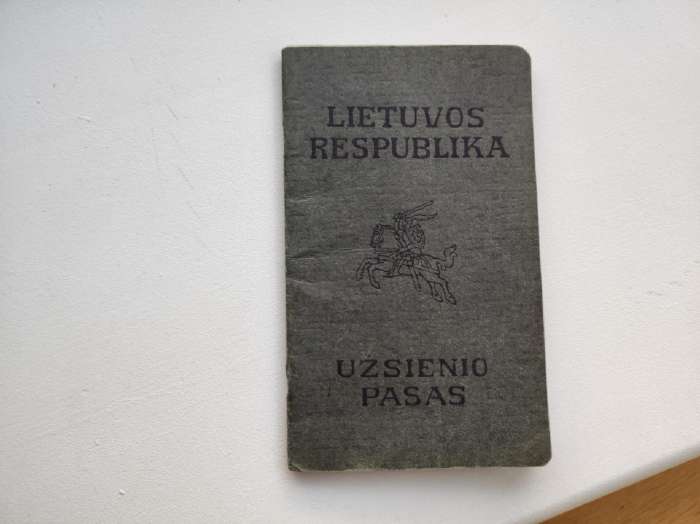 LIETUVOS
RESPUBLIKA
UZSIENIO
PASAS